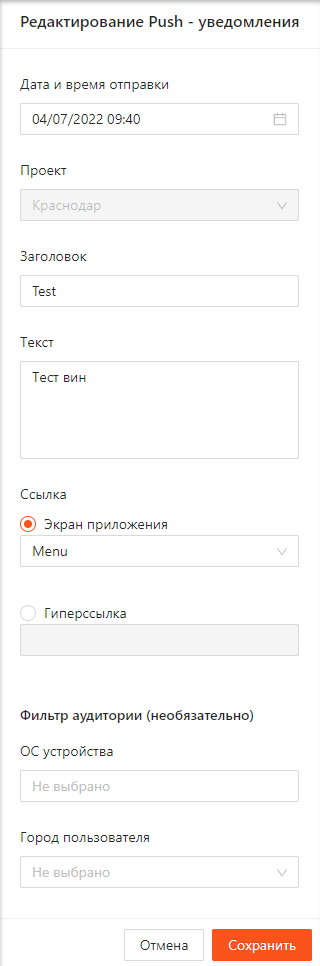 Редактирование Push - уведомления
Дата и время отправки
04/07/2022 09:40
Проект
Краснодар
Заголовок
Test
Текст
Тест вин
Ссылка
Экран приложения
Menu
Гиперссылка
Фильтр аудитории (необязательно)
ОС устройства
Не выбрано
Город пользователя
Не выбрано
Отмена
Сохранить